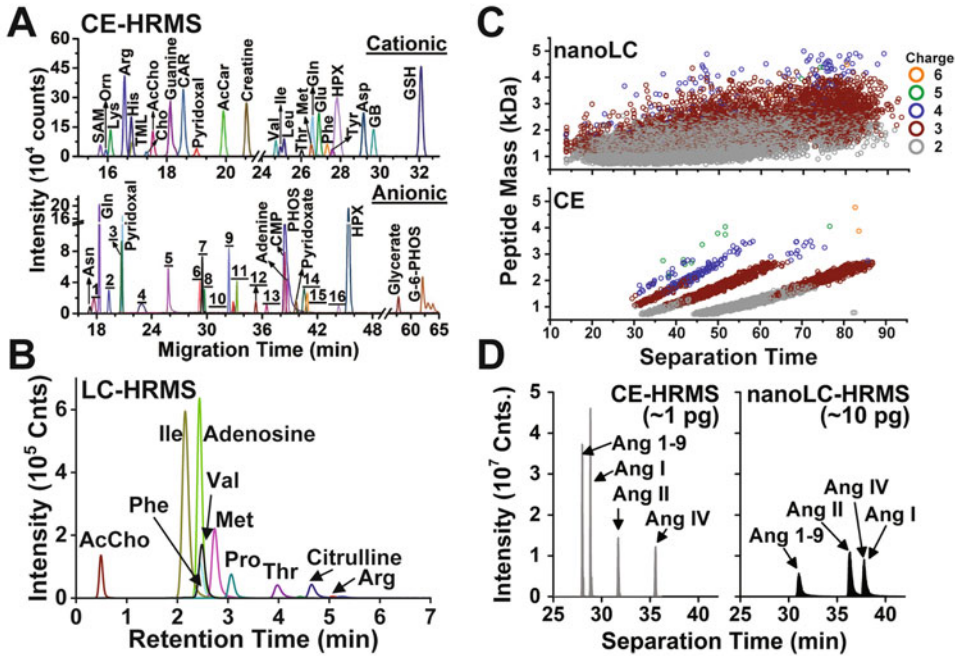 A
CE-HRMS
Cationic
Intensity (10⁴ counts)
60
45
30
15
0
SAM
Orn
Lys
Arg
His
TML
AcCho
Cho
Guanine
CAR
Pyridoxal
AcCar
Creatine
Val
Ile
Leu
Thr
Met
Gln
Glu
Phe
HPX
Tyr
Asp
GB
GSH
16 18 20 24 26 28 30 32
Anionic
20
16
8
4
0
Asn
1
Gln
2
3
Pyridoxal
4
5
6
7
8
9
10
11
12
Adenine
CMP
PHOS
Pyridoxate
13
14
15
16
HPX
Glycerate
G-6-PHOS
18 24 30 36 42 48 60 65
Migration Time (min)
B
LC-HRMS
Intensity (10⁵ Cnts)
6
4
2
0
AcCho
Ile
Adenosine
Phe
Val
Met
Pro
Thr
Citrulline
Arg
0 1 2 3 4 5 6 7
Retention Time (min)
C
nanoLC
Charge
6
5
4
3
2
Peptide Mass (kDa)
5
4
3
2
1
CE
5
4
3
2
1
10 20 30 40 50 60 70 80 90
Separation Time
D
CE-HRMS
(~1 pg)
Intensity (10⁷ Cnts.)
5
4
3
2
1
0
Ang 1-9
Ang I
Ang II
Ang IV
25 30 35 40
nanoLC-HRMS
(~10 pg)
Ang 1-9
Ang II
Ang IV
Ang I
25 30 35 40
Separation Time (min)